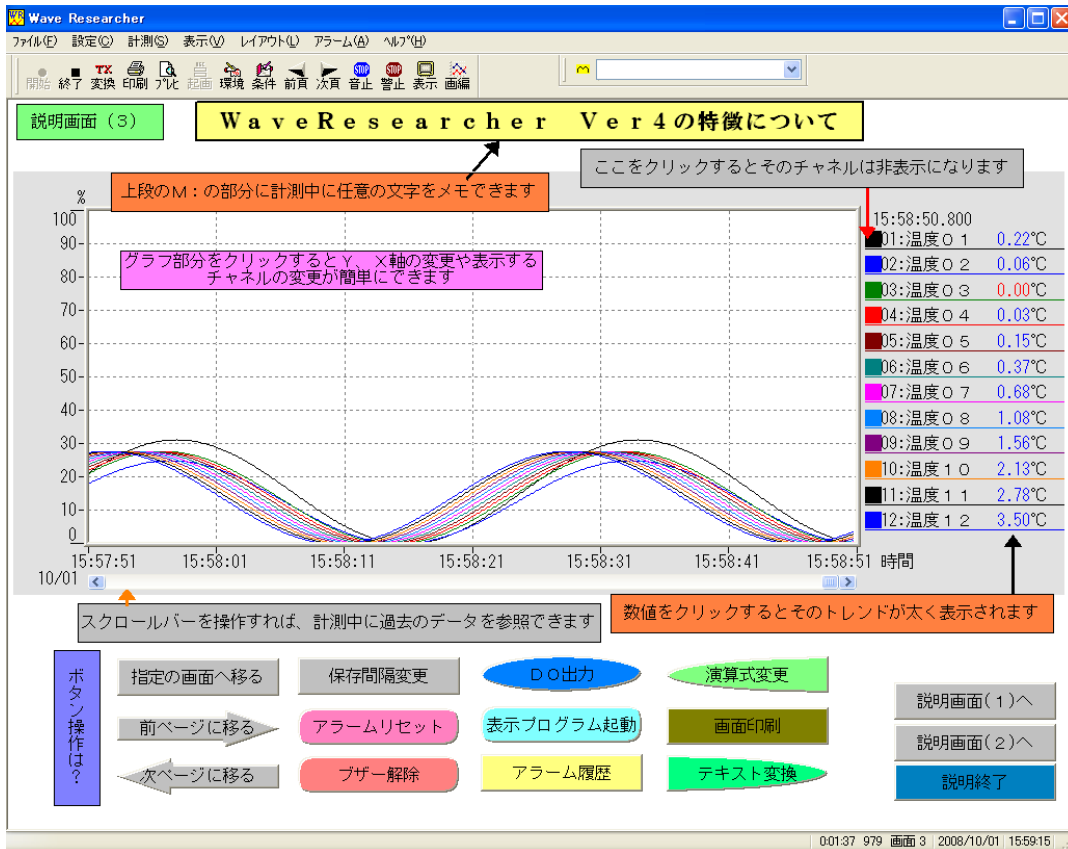 Wave Researcher
ファイル(F) 設定(C) 計測(S) 表示(V) レイアウト(L) アラーム(A) ヘルプ(H)
TX STOP STOP
開始 終了 変換 印刷 プレビ 起画 環境 条件 前頁 次頁 音止 警止 表示 画編
説明画面(3)
WaveResearcher Ver4の特徴について
ここをクリックするとそのチャネルは非表示になります
上段のM:の部分に計測中に任意の文字をメモできます
グラフ部分をクリックするとY、X軸の変更や表示する
チャネルの変更が簡単にできます
%
100
90
80
70
60
50
40
30
20
10
0
15:57:51 15:58:01 15:58:11 15:58:21 15:58:31 15:58:41 15:58:51 時間
10/01
15:58:50.800
01:温度01 0.22℃
02:温度02 0.06℃
03:温度03 0.00℃
04:温度04 0.03℃
05:温度05 0.15℃
06:温度06 0.37℃
07:温度07 0.68℃
08:温度08 1.08℃
09:温度09 1.56℃
10:温度10 2.13℃
11:温度11 2.78℃
12:温度12 3.50℃
スクロールバーを操作すれば、計測中に過去のデータを参照できます
数値をクリックするとそのトレンドが太く表示されます
ボタン操作は?
指定の画面へ移る 保存間隔変更 DO出力 演算式変更
前ページに移る アラームリセット 表示プログラム起動 画面印刷
次ページに移る ブザー解除 アラーム履歴 テキスト変換
説明画面(1)へ
説明画面(2)へ
説明終了
0:01:37 979 画面 3 2008/10/01 15:59:15